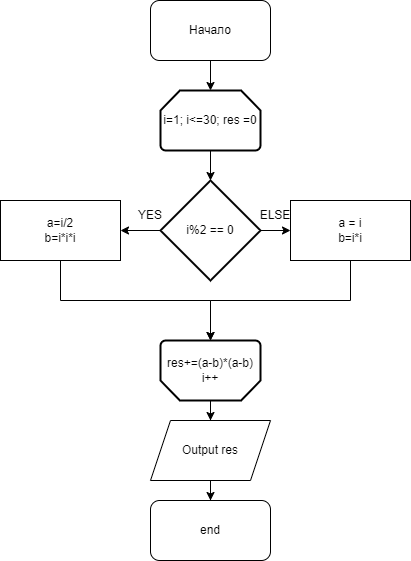 Начало
i=1; i<=30; res =0
YES
ELSE
i%2 == 0
a=i/2
b=i*i*i
a = i
b=i*i
res+=(a-b)*(a-b)
i++
Output res
end